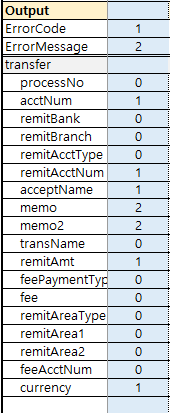 Output
ErrorCode 1
ErrorMessage 2
transfer
processNo 0
acctNum 1
remitBank 0
remitBranch 0
remitAcctType 0
remitAcctNum 1
acceptName 1
memo 2
memo2 2
transName 0
remitAmt 1
feePaymentTyp 0
fee 0
remitAreaType 0
remitArea1 0
remitArea2 0
feeAcctNum 0
currency 1